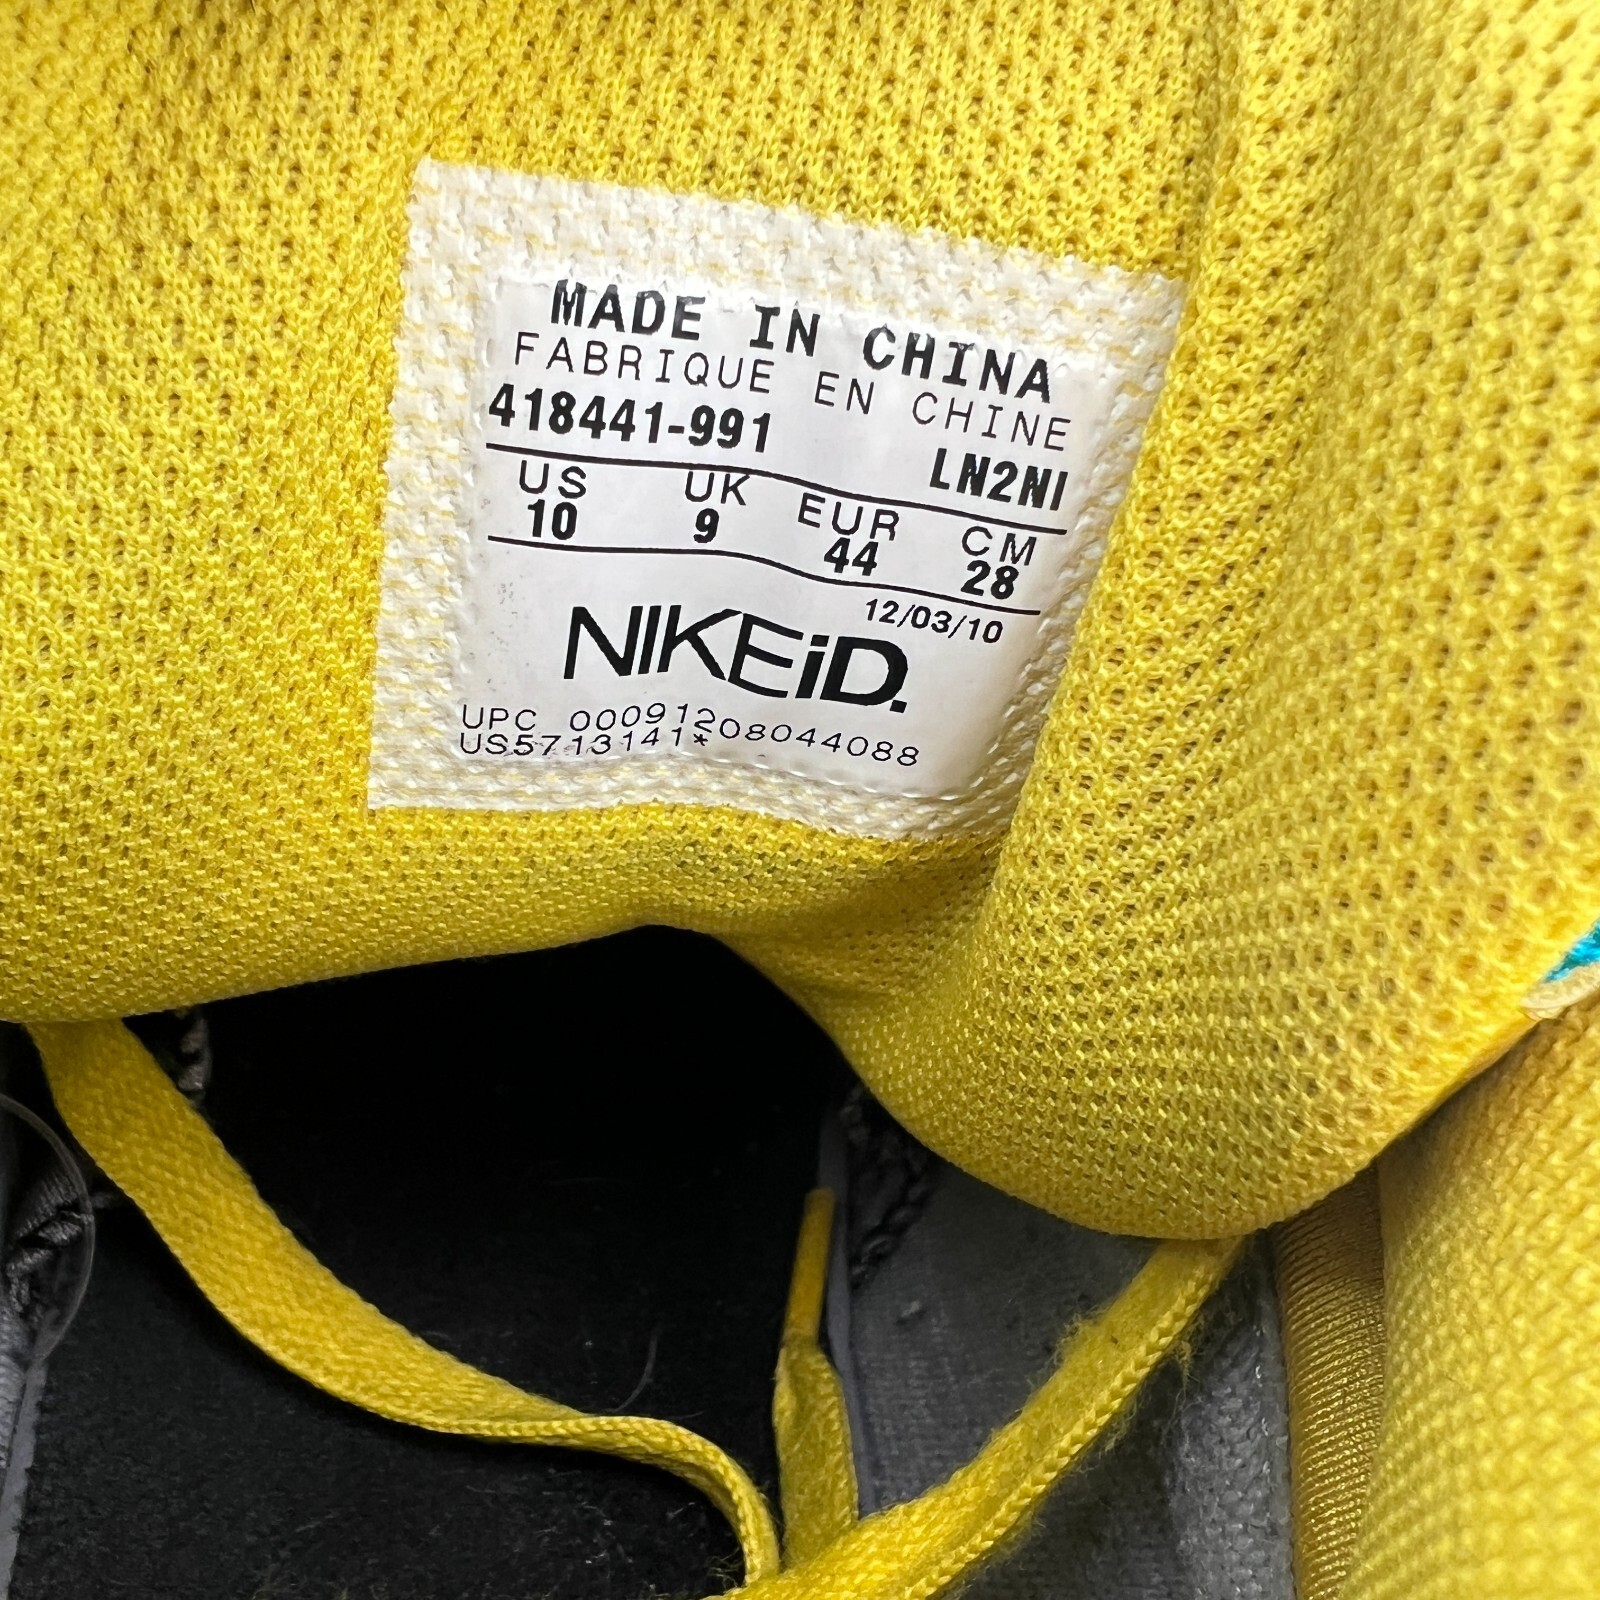 MADE IN CHINA
FABRIQUE EN CHINE
418441-991 LN2NI
US UK EUR CM
10 9 44 28
12/03/10
NIKEiD.
UPC 00091208044088
US5713141*